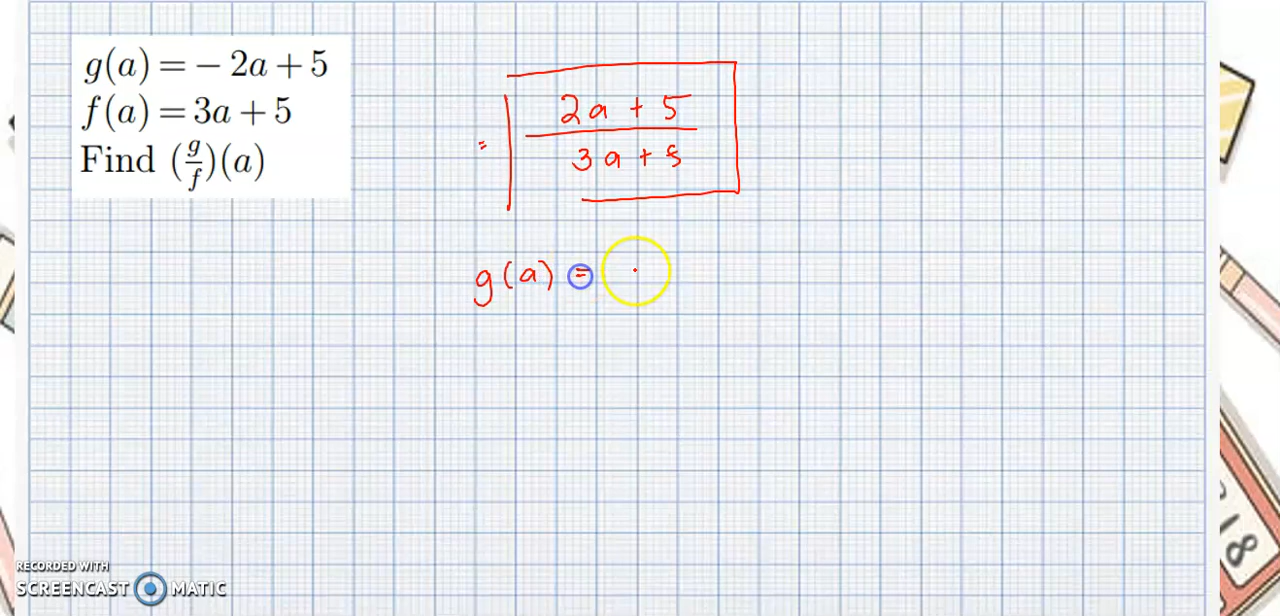 g(a) = − 2a + 5
f(a) = 3a + 5
Find (g/f)(a)
= 2a + 5
3a + 5
g(a) =
RECORDED WITH
SCREENCAST MATIC